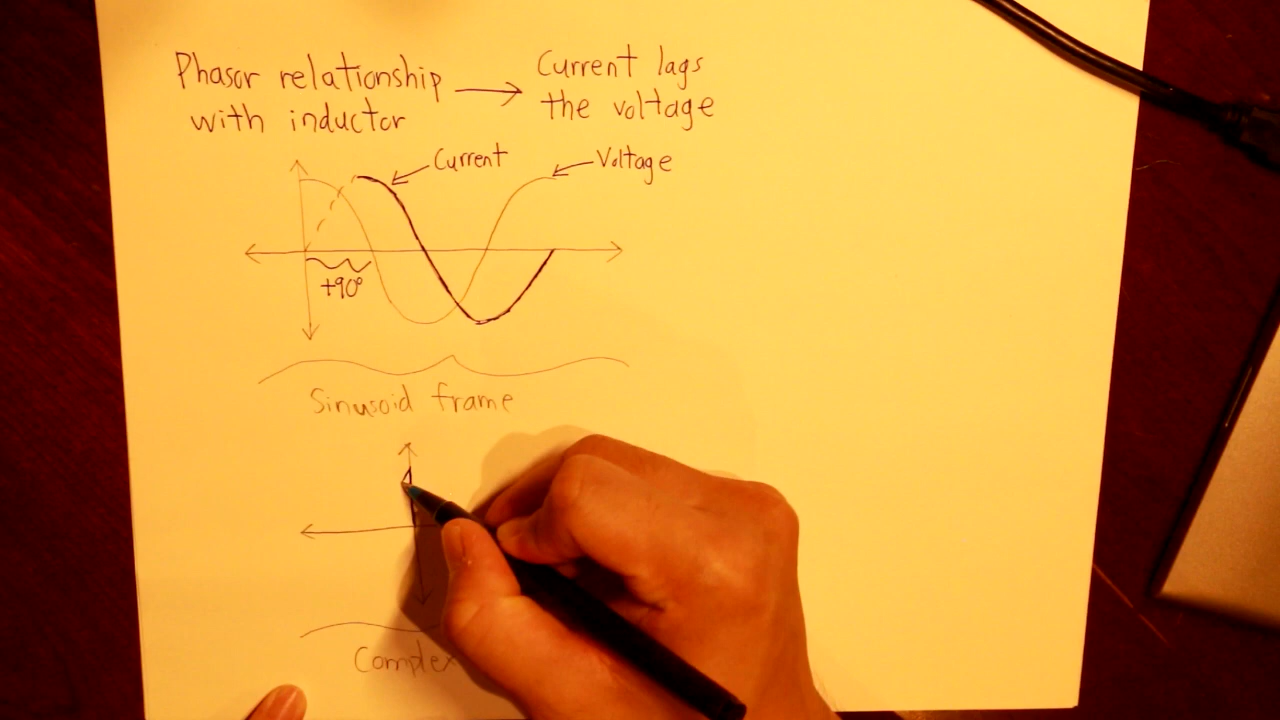 Phasor relationship
with inductor
Current lags
the voltage
Current
Voltage
+90°
Sinusoid frame
Complex